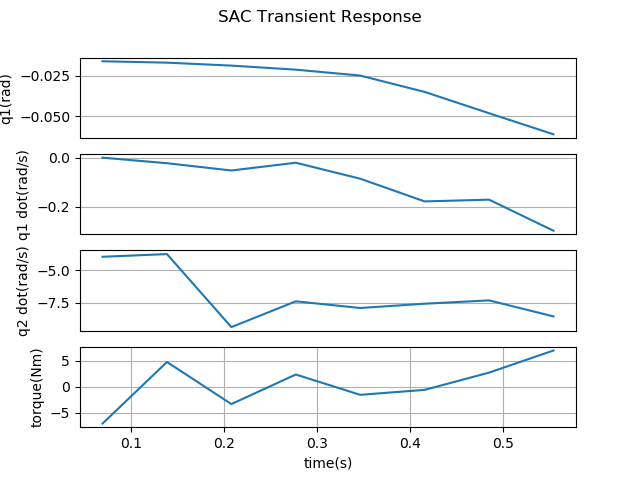 SAC Transient Response
q1(rad)
−0.025
−0.050
q1 dot(rad/s)
0.0
−0.2
q2 dot(rad/s)
−5.0
−7.5
torque(Nm)
5
0
−5
0.1 0.2 0.3 0.4 0.5
time(s)